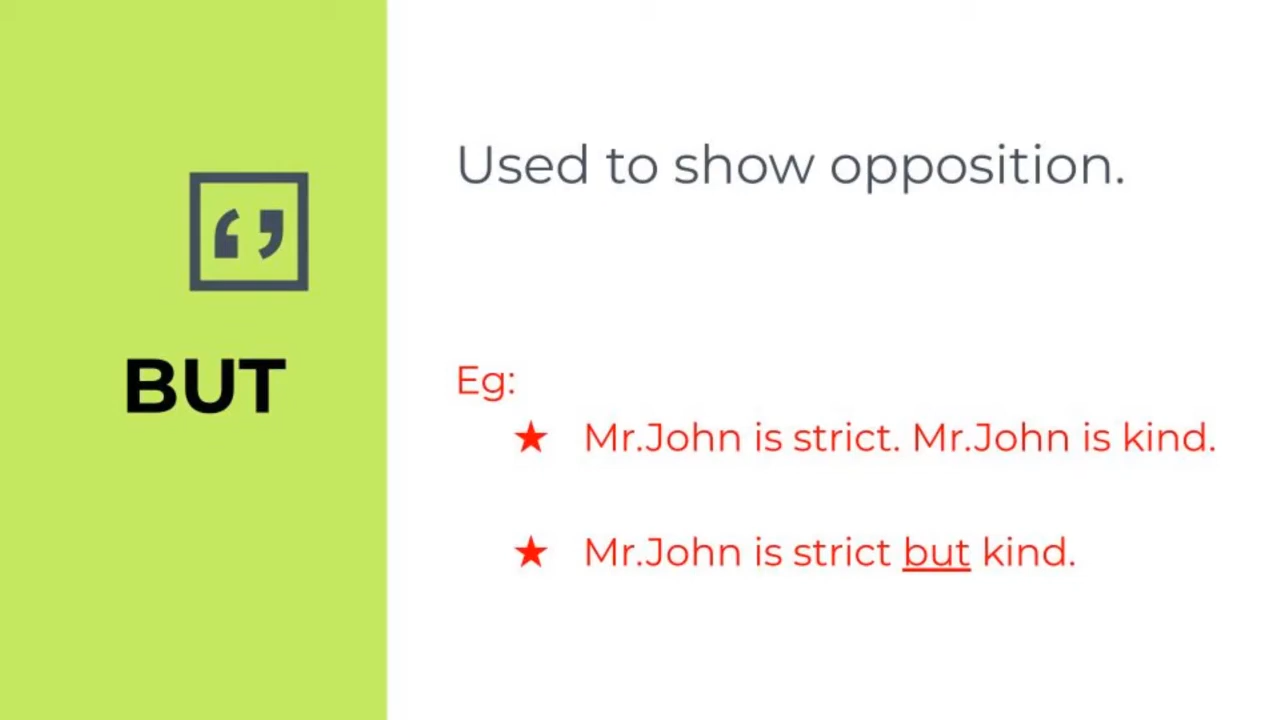 BUT
Used to show opposition.
Eg:
★ Mr.John is strict. Mr.John is kind.
★ Mr.John is strict but kind.